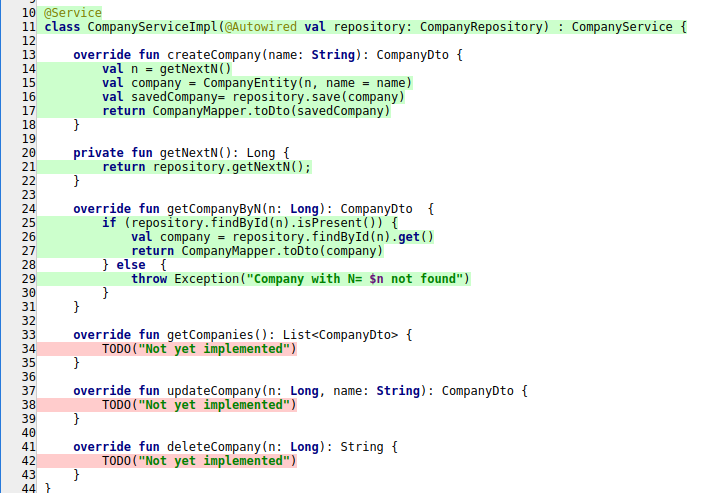 10 @Service
11 class CompanyServiceImpl(@Autowired val repository: CompanyRepository) : CompanyService {
12
13     override fun createCompany(name: String): CompanyDto {
14         val n = getNextN()
15         val company = CompanyEntity(n, name = name)
16         val savedCompany= repository.save(company)
17         return CompanyMapper.toDto(savedCompany)
18     }
19
20     private fun getNextN(): Long {
21         return repository.getNextN();
22     }
23
24     override fun getCompanyByN(n: Long): CompanyDto  {
25         if (repository.findById(n).isPresent()) {
26             val company = repository.findById(n).get()
27             return CompanyMapper.toDto(company)
28         } else  {
29             throw Exception("Company with N= $n not found")
30         }
31     }
32
33     override fun getCompanies(): List<CompanyDto> {
34         TODO("Not yet implemented")
35     }
36
37     override fun updateCompany(n: Long, name: String): CompanyDto {
38         TODO("Not yet implemented")
39     }
40
41     override fun deleteCompany(n: Long): String {
42         TODO("Not yet implemented")
43     }
44 }